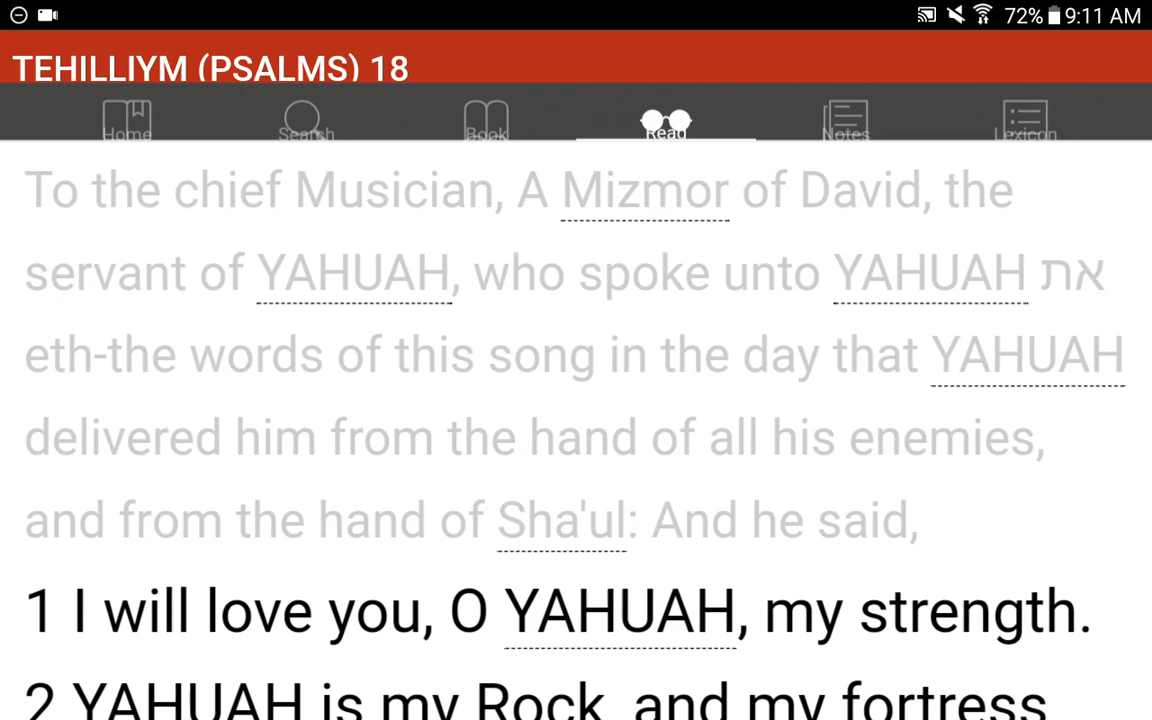 72% 9:11 AM
TEHILLIYM (PSALMS) 18
Home Search Book Read Notes Lexicon
To the chief Musician, A Mizmor of David, the
servant of YAHUAH, who spoke unto YAHUAH את
eth-the words of this song in the day that YAHUAH
delivered him from the hand of all his enemies,
and from the hand of Sha'ul: And he said,
1 I will love you, O YAHUAH, my strength.
2 YAHUAH is my Rock, and my fortress